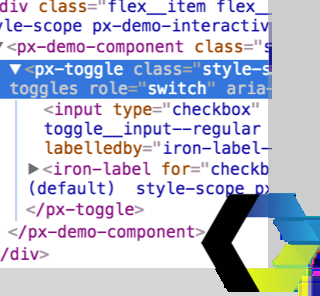 div class="flex__item flex_
style-scope px-demo-interactiv
▼<px-demo-component class="s
▼<px-toggle class="style-s
toggles role="switch" aria-
<input type="checkbox"
toggle__input--regular
labelledby="iron-label-
▶<iron-label for="checkb
(default) style-scope px
</px-toggle>
</px-demo-component>
/div>